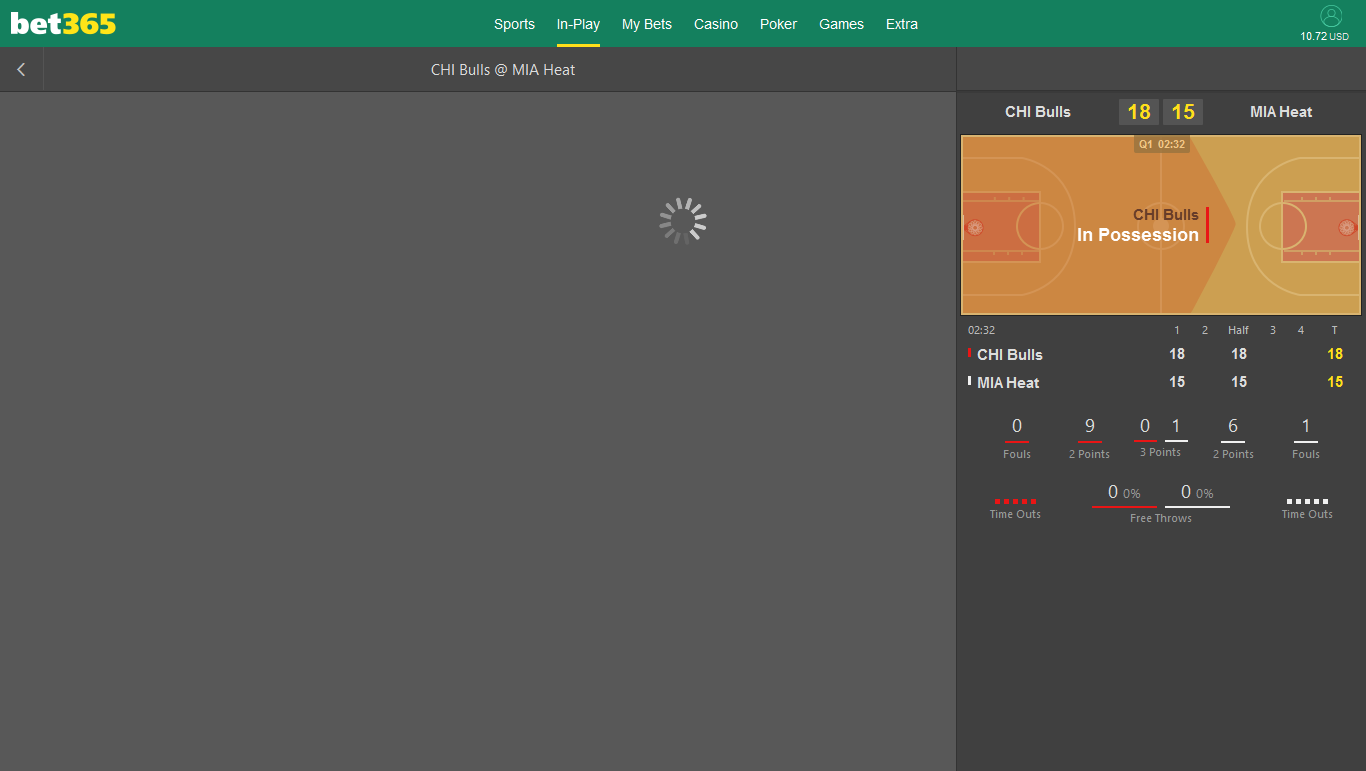 bet365
Sports In-Play My Bets Casino Poker Games Extra
10.72 USD
CHI Bulls @ MIA Heat
CHI Bulls 18 15 MIA Heat
Q1 02:32
CHI Bulls
In Possession
02:32 1 2 Half 3 4 T
CHI Bulls 18 18 18
MIA Heat 15 15 15
0 9 0 1 6 1
Fouls 2 Points 3 Points 2 Points Fouls
0 0% 0 0%
Time Outs Free Throws Time Outs